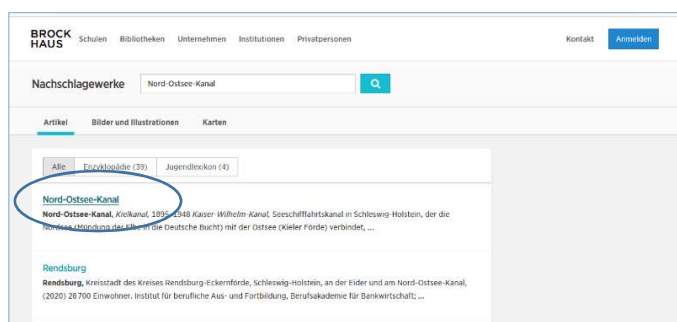 BROCK
HAUS
Schulen Bibliotheken Unternehmen Institutionen Privatpersonen Kontakt Anmelden
Nachschlagewerke Nord-Ostsee-Kanal
Artikel Bilder und Illustrationen Karten
Alle Enzyklopädie (39) Jugendlexikon (4)
Nord-Ostsee-Kanal
Nord-Ostsee-Kanal, Kielkanal, 1895-1948 Kaiser-Wilhelm-Kanal, Seeschifffahrtskanal in Schleswig-Holstein, der die
Nordsee (Mündung der Elbe in die Deutsche Bucht) mit der Ostsee (Kieler Förde) verbindet, ...
Rendsburg
Rendsburg, Kreisstadt des Kreises Rendsburg-Eckernförde, Schleswig-Holstein, an der Eider und am Nord-Ostsee-Kanal,
(2020) 28 700 Einwohner. Institut für berufliche Aus- und Fortbildung, Berufsakademie für Bankwirtschaft; ...